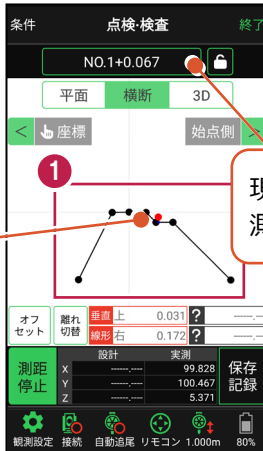 条件 点検·検査 終了
NO.1+0.067
平面 横断 3D
< 座標 始点側 >
1
現
測
オフ
セット
離れ
切替
垂直 上 0.031 ? -----.---
線形 右 0.172 ? -----.---
測距
停止
設計 実測
X -----.--- 99.828
Y -----.--- 100.467
Z -----.--- 5.371
保存
記録
観測設定 接続 自動追尾 リモコン 1.000m 80%